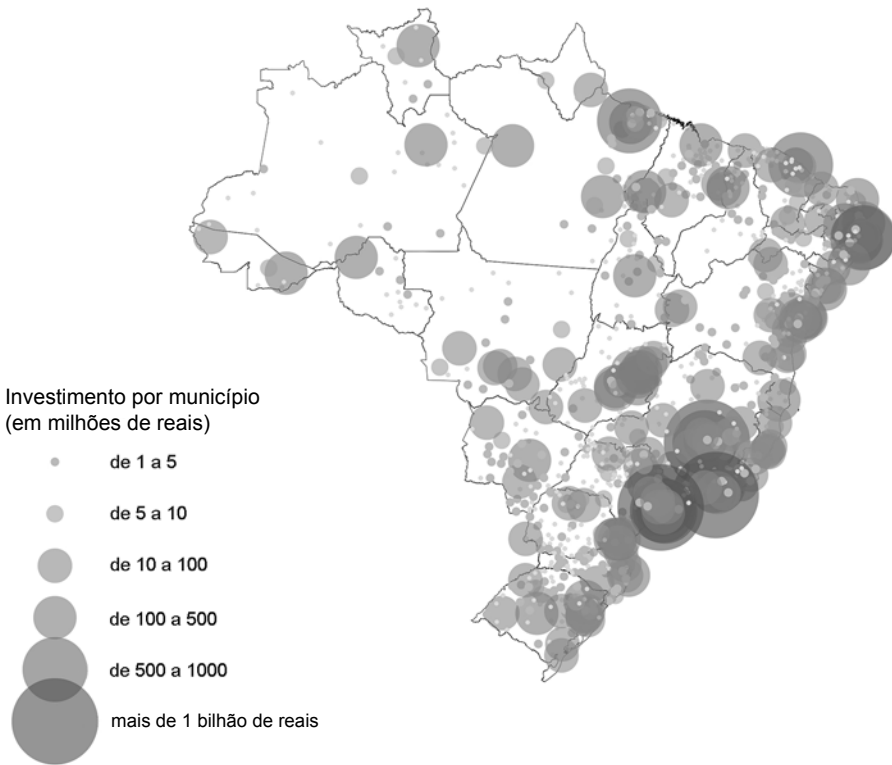 Investimento por município
(em milhões de reais)
de 1 a 5
de 5 a 10
de 10 a 100
de 100 a 500
de 500 a 1000
mais de 1 bilhão de reais